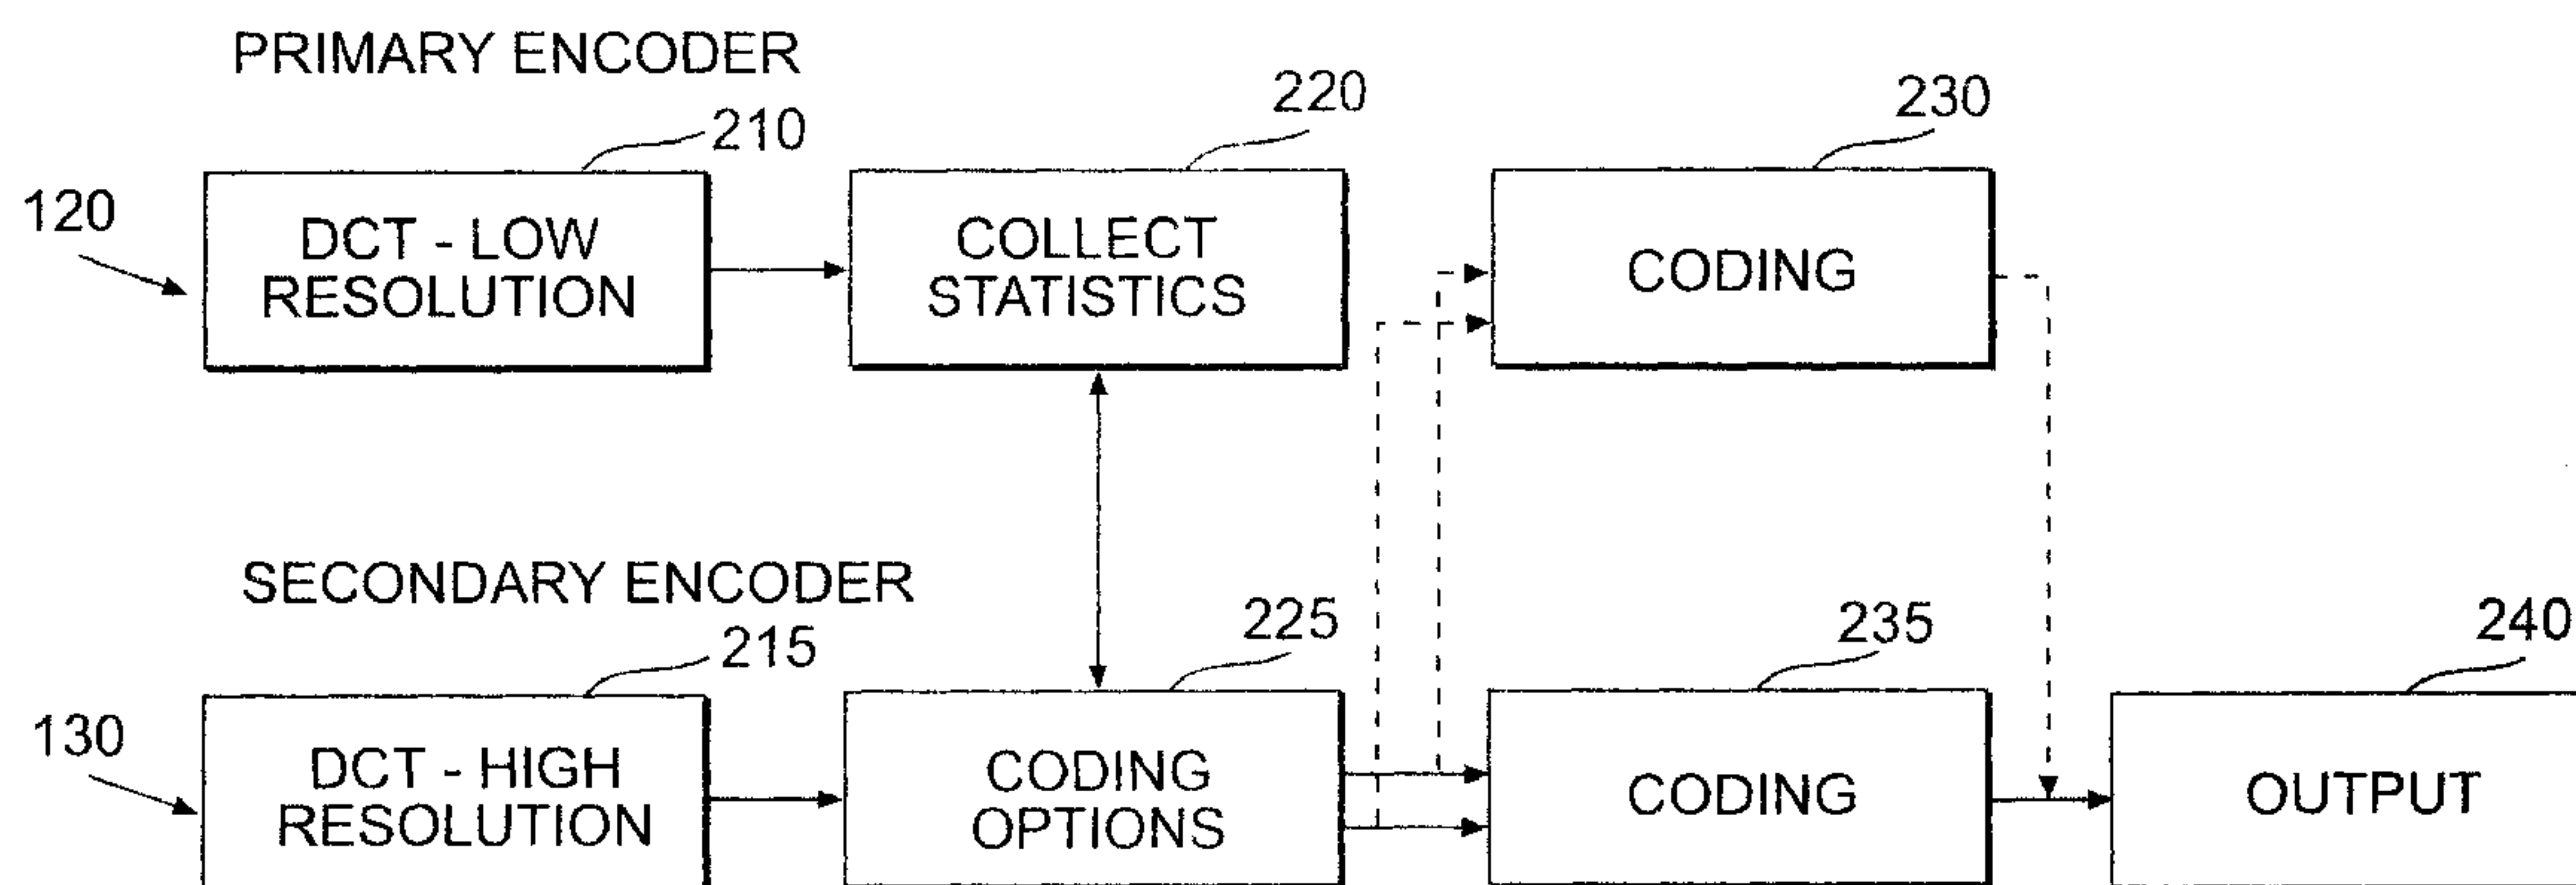 PRIMARY ENCODER
210
220
230
120
DCT - LOW
RESOLUTION
COLLECT
STATISTICS
CODING
SECONDARY ENCODER
215
225
235
240
130
DCT - HIGH
RESOLUTION
CODING
OPTIONS
CODING
OUTPUT